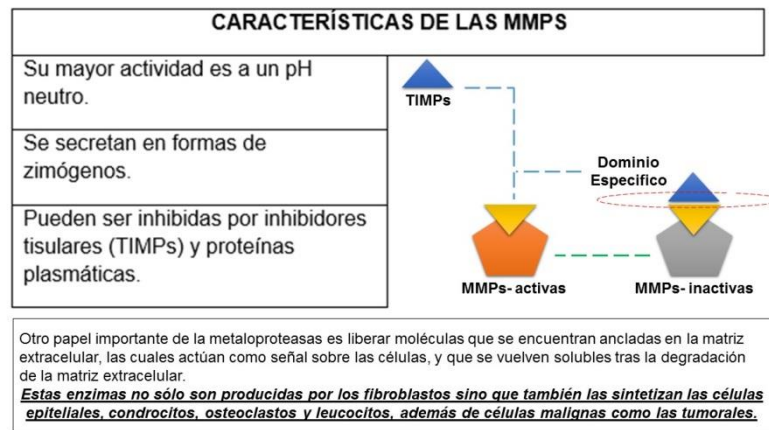 CARACTERÍSTICAS DE LAS MMPS
Su mayor actividad es a un pH
neutro.
Se secretan en formas de
zimógenos.
Pueden ser inhibidas por inhibidores
tisulares (TIMPs) y proteínas
plasmáticas.
TIMPs
Dominio
Especifico
MMPs- activas
MMPs- inactivas
Otro papel importante de la metaloproteasas es liberar moléculas que se encuentran ancladas en la matriz
extracelular, las cuales actúan como señal sobre las células, y que se vuelven solubles tras la degradación
de la matriz extracelular.
Estas enzimas no sólo son producidas por los fibroblastos sino que también las sintetizan las células
epiteliales, condrocitos, osteoclastos y leucocitos, además de células malignas como las tumorales.